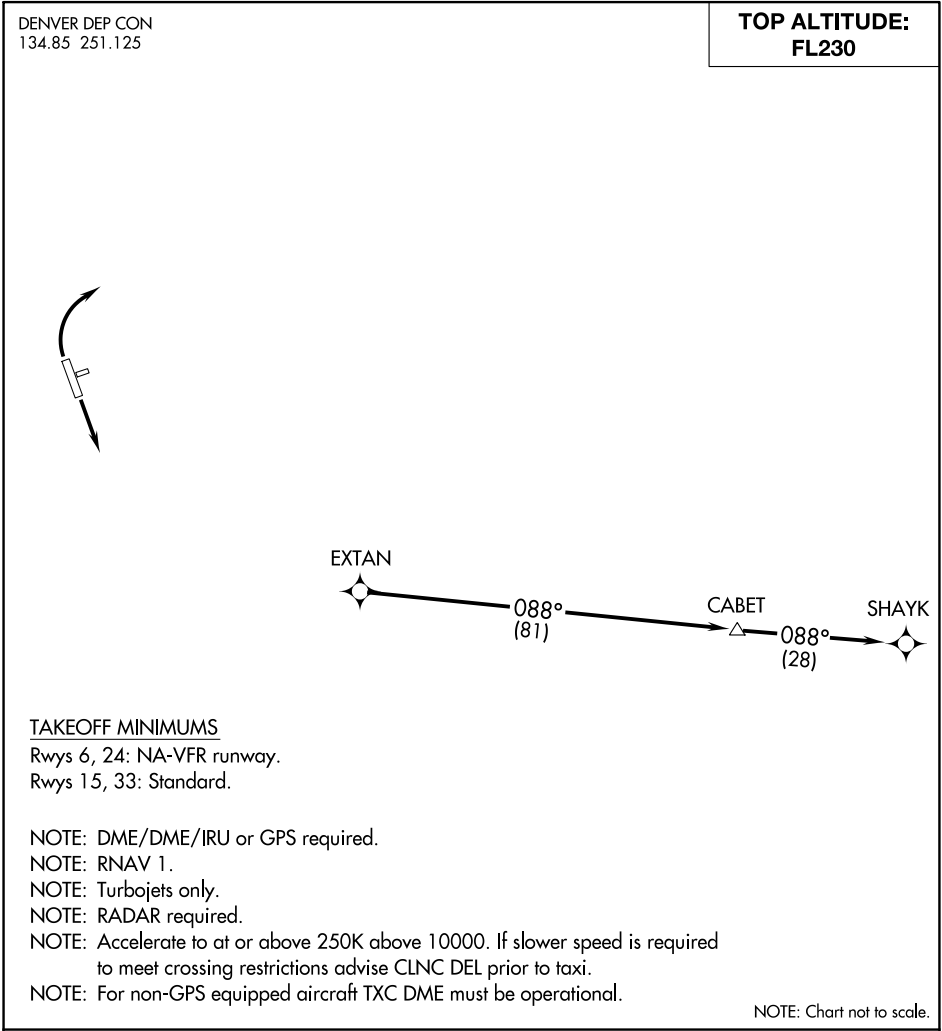 DENVER DEP CON
134.85 251.125
TOP ALTITUDE:
FL230
EXTAN
088°
(81)
CABET
088°
(28)
SHAYK
TAKEOFF MINIMUMS
Rwys 6, 24: NA-VFR runway.
Rwys 15, 33: Standard.
NOTE: DME/DME/IRU or GPS required.
NOTE: RNAV 1.
NOTE: Turbojets only.
NOTE: RADAR required.
NOTE: Accelerate to at or above 250K above 10000. If slower speed is required
to meet crossing restrictions advise CLNC DEL prior to taxi.
NOTE: For non-GPS equipped aircraft TXC DME must be operational.
NOTE: Chart not to scale.